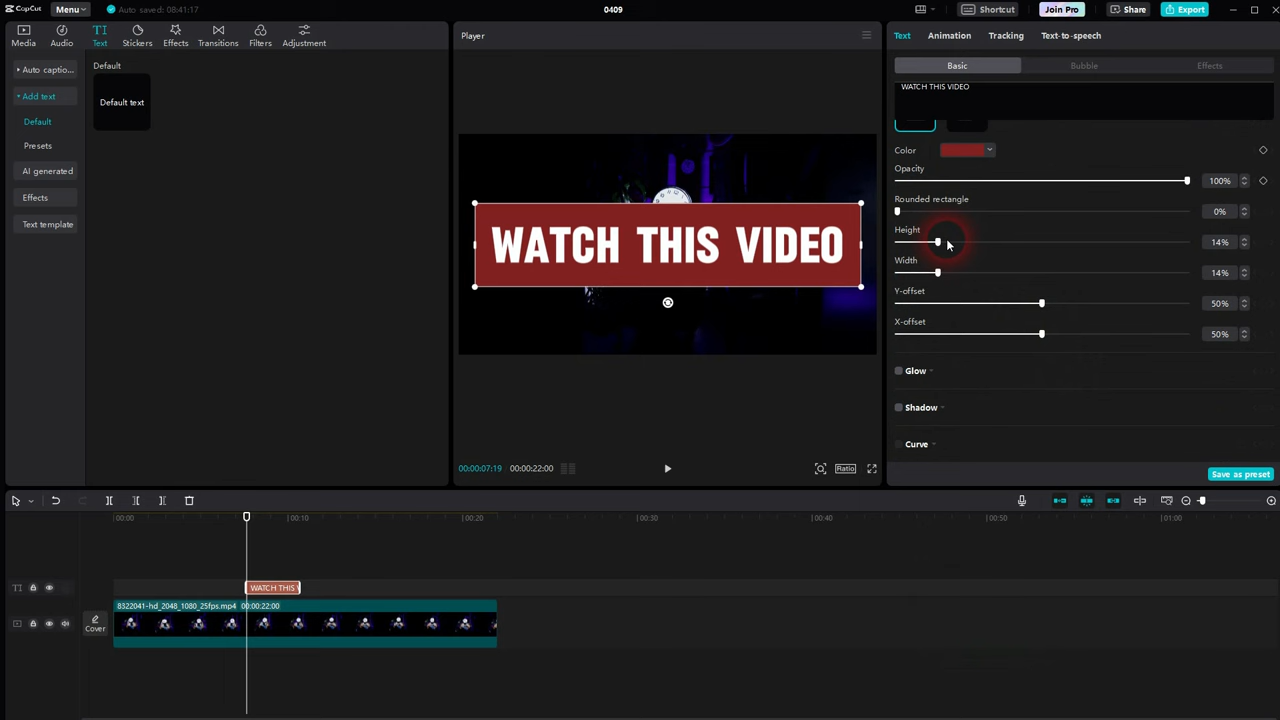 CapCut
Menu
Auto saved: 08:41:17
0409
Shortcut
Join Pro
Share
Export
Media
Audio
TI
Text
Stickers
Effects
Transitions
Filters
Adjustment
Auto captio...
Add text
Default
Presets
AI generated
Effects
Text template
Default
Default text
Player
WATCH THIS VIDEO
00:00:07:19
00:00:22:00
Ratio
Text
Animation
Tracking
Text-to-speech
Basic
Bubble
Effects
WATCH THIS VIDEO
Color
Opacity
100%
Rounded rectangle
0%
Height
14%
Width
14%
Y-offset
50%
X-offset
50%
Glow
Shadow
Curve
Save as preset
00:00
00:10
00:20
00:30
00:40
00:50
01:00
TI
WATCH THIS
Cover
8322041-hd_2048_1080_25fps.mp4 00:00:22:00